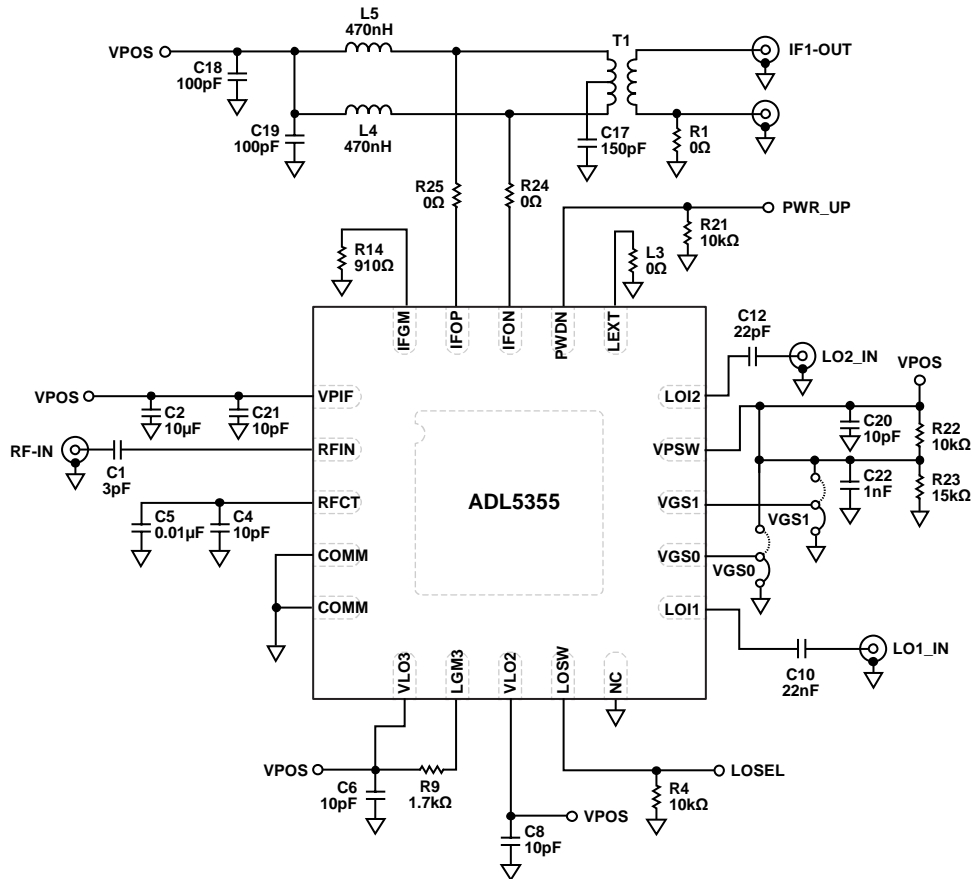 L5
470nH
T1
VPOS
IF1-OUT
C18
100pF
C19
100pF
L4
470nH
C17
150pF
R1
0Ω
R25
0Ω
R24
0Ω
PWR_UP
R21
10kΩ
R14
910Ω
L3
0Ω
IFGM
IFOP
IFON
PWDN
LEXT
C12
22pF
LO2_IN
VPOS
VPOS
C2
10µF
C21
10pF
VPIF
LOI2
C20
10pF
R22
10kΩ
RF-IN
C1
3pF
RFIN
VPSW
ADL5355
C22
1nF
R23
15kΩ
C5
0.01µF
C4
10pF
RFCT
VGS1
VGS1
COMM
VGS0
VGS0
COMM
LOI1
LO1_IN
C10
22nF
VLO3
LGM3
VLO2
LOSW
NC
VPOS
C6
10pF
R9
1.7kΩ
LOSEL
R4
10kΩ
VPOS
C8
10pF